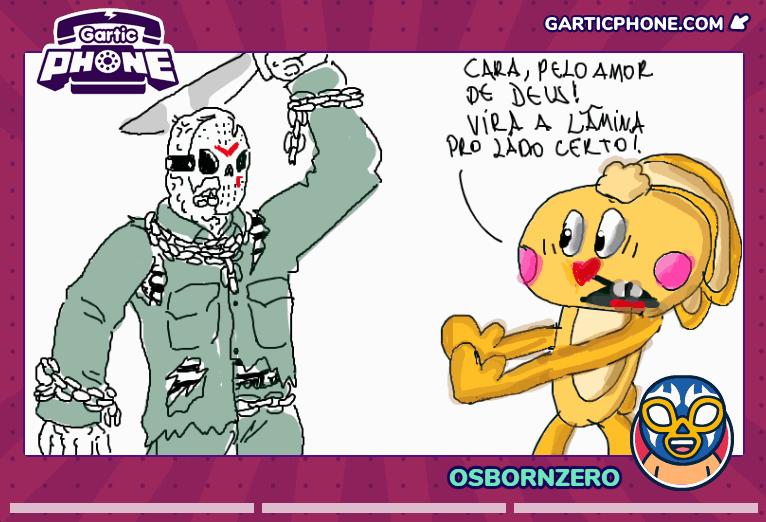 Gartic
PHONE
GARTICPHONE.COM
CARA, PELO AMOR
DE DEUS!
VIRA A LÂMINA
PRO LADO CERTO!
OSBORNZERO